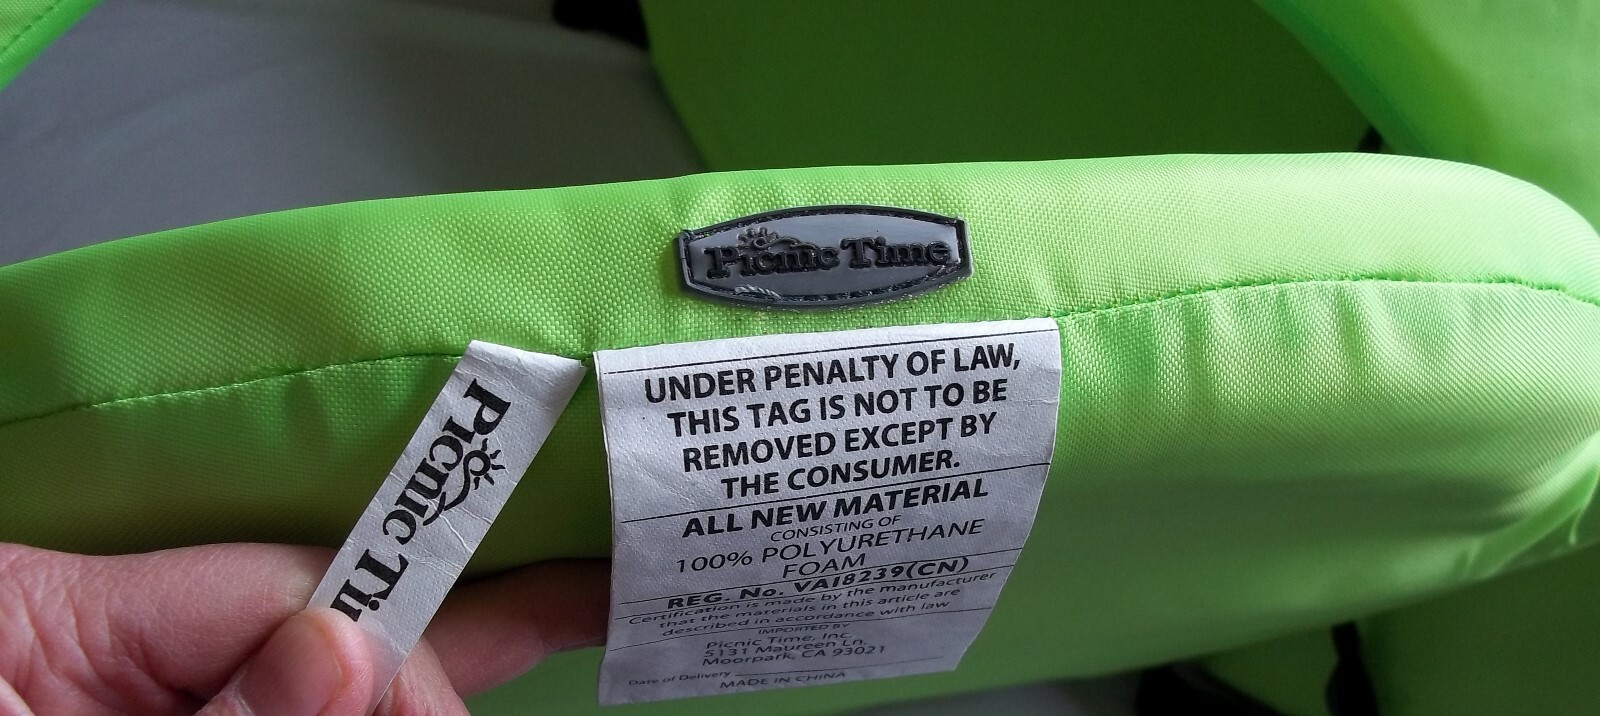 Picnic Time
Picnic Ti
UNDER PENALTY OF LAW,
THIS TAG IS NOT TO BE
REMOVED EXCEPT BY
THE CONSUMER.
ALL NEW MATERIAL
CONSISTING OF
100% POLYURETHANE
FOAM
REG. No. VA18239(CN)
Certification is made by the manufacturer
that the materials in this article are
described in accordance with law
IMPORTED BY
Picnic Time, Inc.
5131 Maureen Ln.
Moorpark, CA 93021
Date of Delivery
MADE IN CHINA